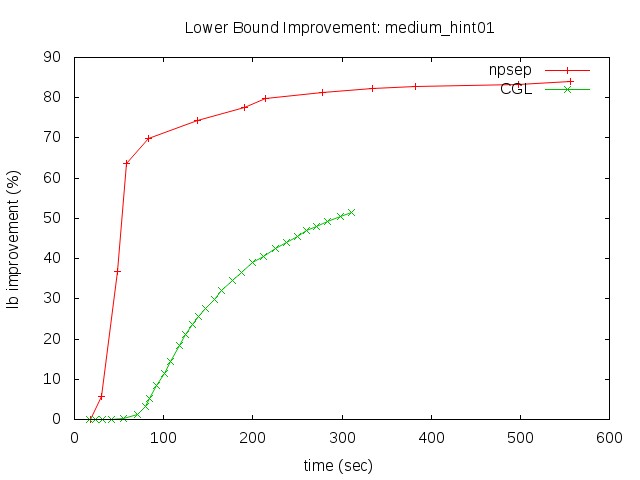 Lower Bound Improvement: medium_hint01
90
80
70
60
50
40
30
20
10
0
lb improvement (%)
npsep
CGL
0 100 200 300 400 500 600
time (sec)